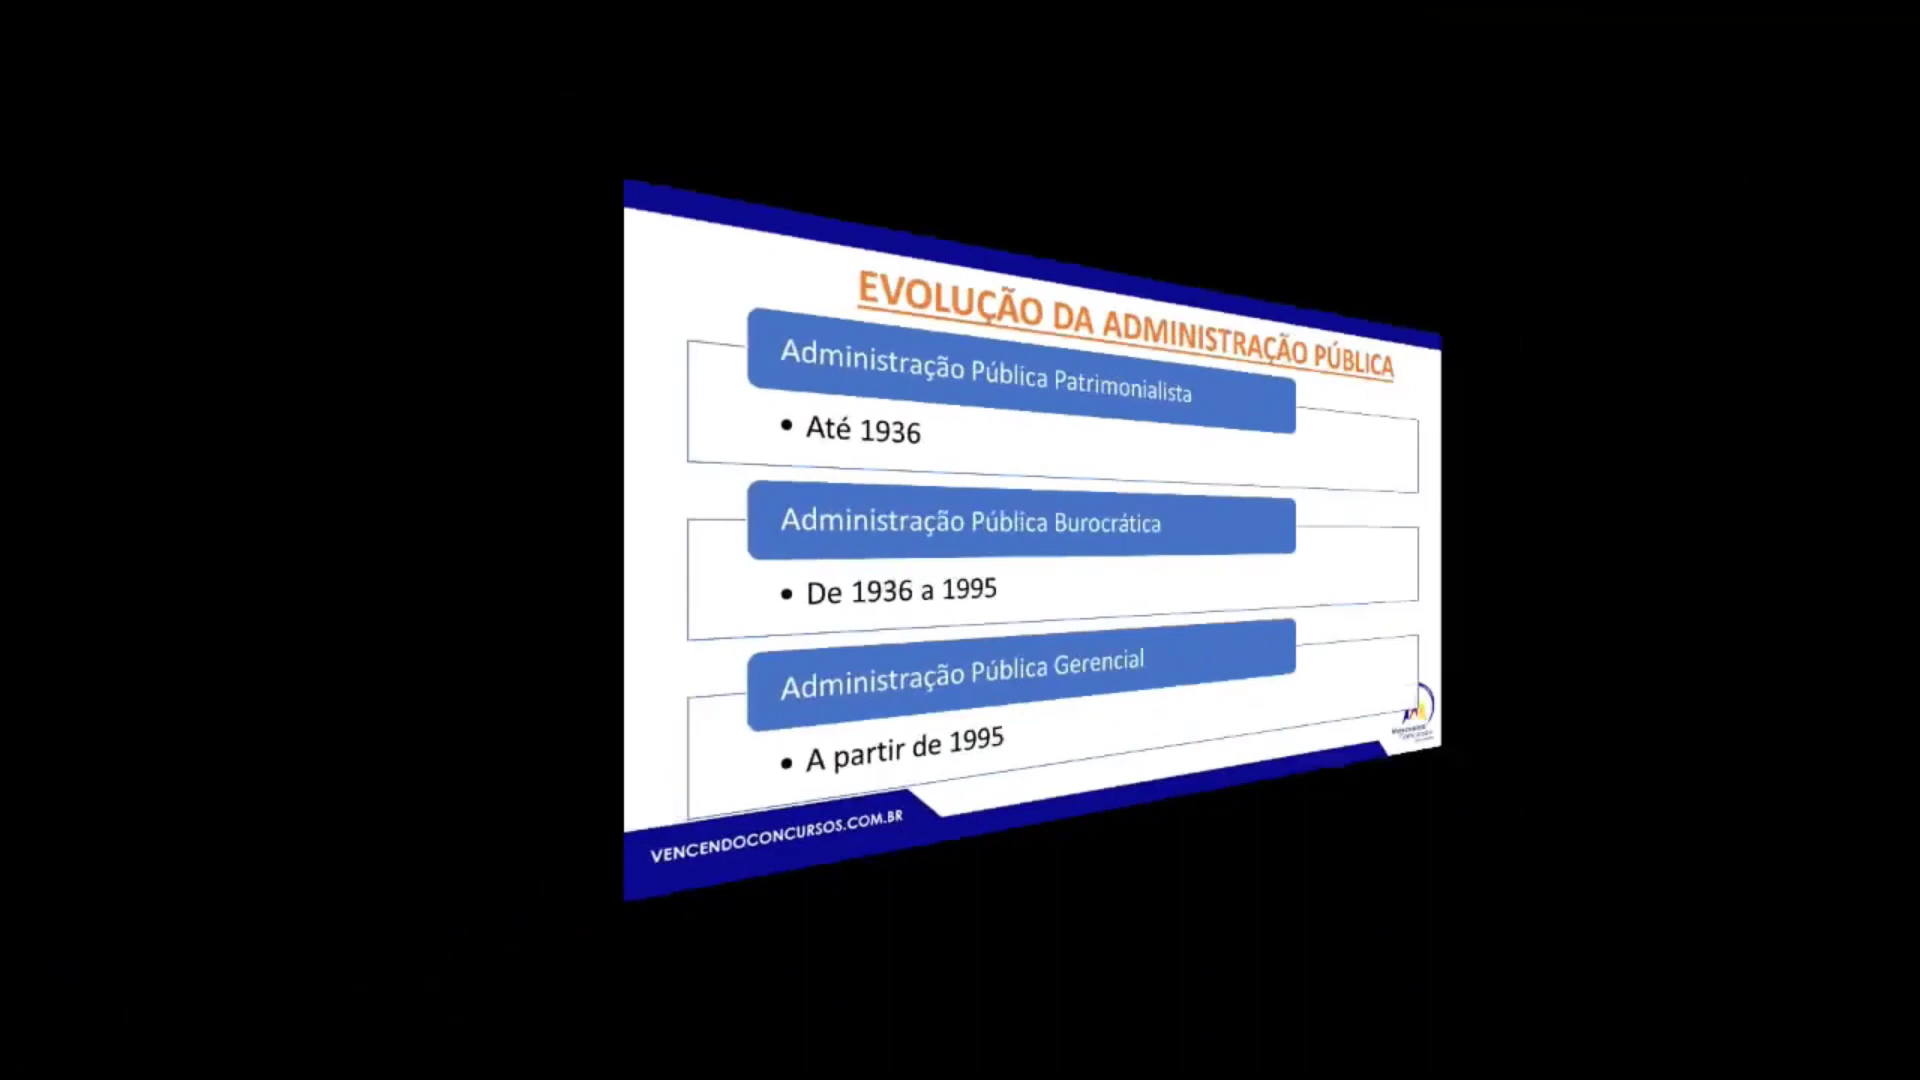 EVOLUÇÃO DA ADMINISTRAÇÃO PÚBLICA
Administração Pública Patrimonialista
• Até 1936
Administração Pública Burocrática
• De 1936 a 1995
Administração Pública Gerencial
• A partir de 1995
VENCENDOCONCURSOS.COM.BR